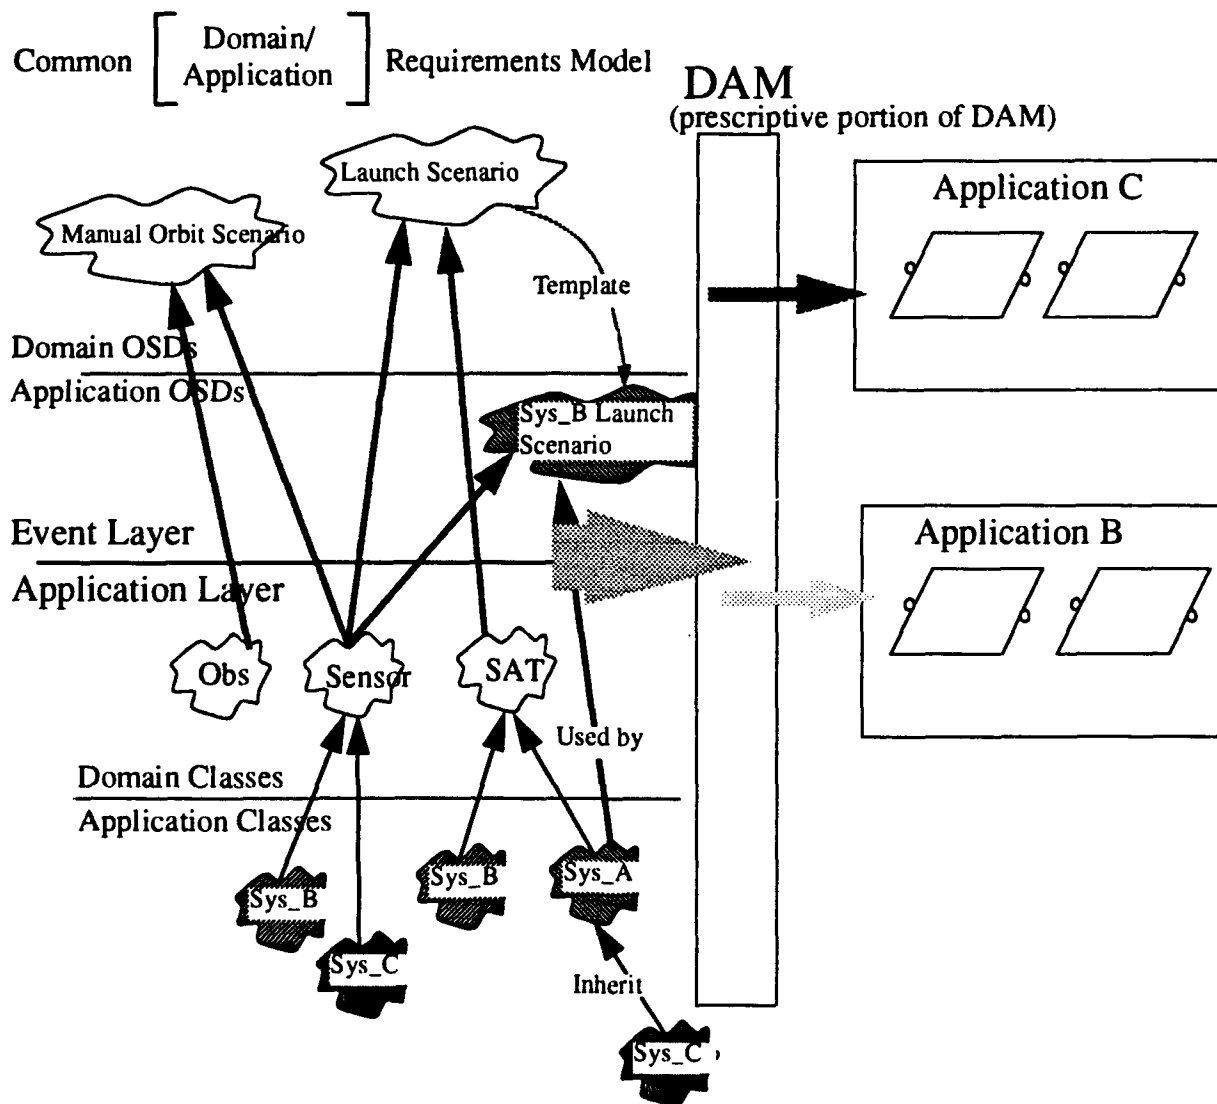 Common
Domain/
Application
Requirements Model
DAM
(prescriptive portion of DAM)
Launch Scenario
Application C
Manual Orbit Scenario
Template
Domain OSDs
Application OSDs
Sys_B Launch
Scenario
Event Layer
Application B
Application Layer
Obs
Sensor
SAT
Used by
Domain Classes
Application Classes
Sys_B
Sys_B
Sys_A
Sys_C
Inherit
Sys_C